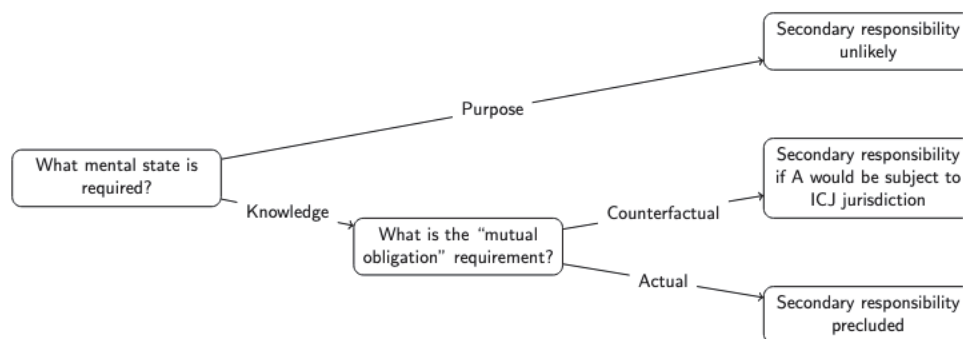 Secondary responsibility
unlikely
Purpose
What mental state is
required?
Secondary responsibility
if A would be subject to
ICJ jurisdiction
Knowledge
Counterfactual
What is the “mutual
obligation” requirement?
Actual
Secondary responsibility
precluded